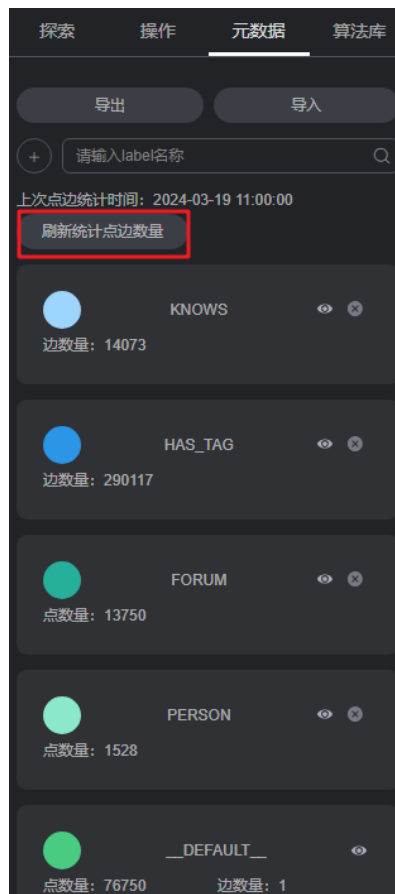 探索 操作 元数据 算法库
导出 导入
+ 请输入label名称
上次点边统计时间：2024-03-19 11:00:00
刷新统计点边数量
KNOWS
边数量：14073
HAS_TAG
边数量：290117
FORUM
点数量：13750
PERSON
点数量：1528
__DEFAULT__
点数量：76750 边数量：1